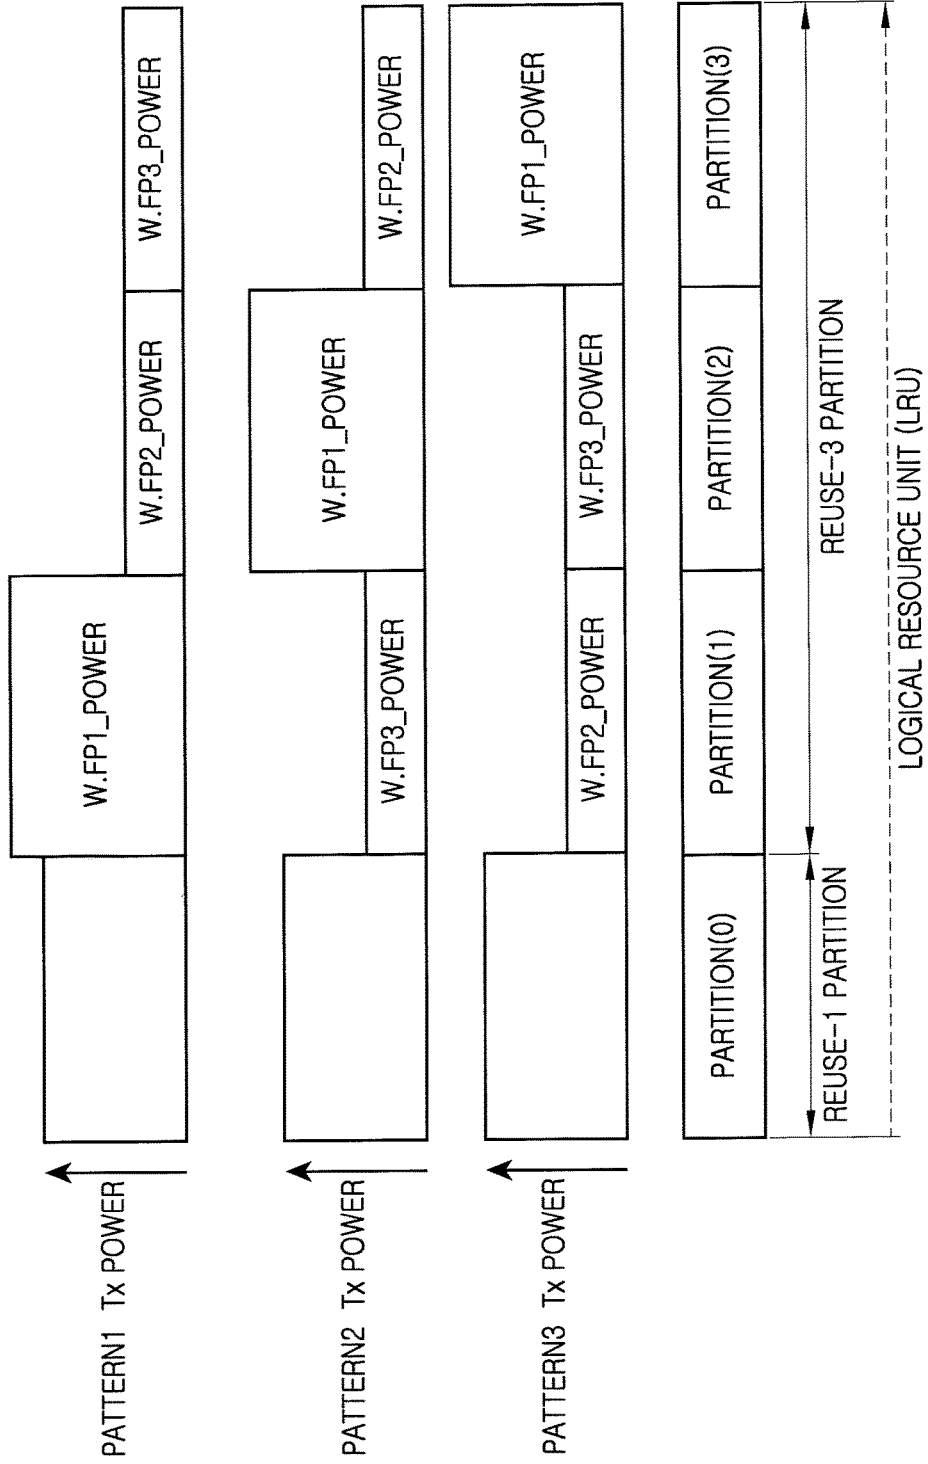 PATTERN1 Tx POWER
W.FP1_POWER
W.FP2_POWER
W.FP3_POWER
PATTERN2 Tx POWER
W.FP3_POWER
W.FP1_POWER
W.FP2_POWER
PATTERN3 Tx POWER
W.FP2_POWER
W.FP3_POWER
W.FP1_POWER
PARTITION(0)
PARTITION(1)
PARTITION(2)
PARTITION(3)
REUSE-1 PARTITION
REUSE-3 PARTITION
LOGICAL RESOURCE UNIT (LRU)